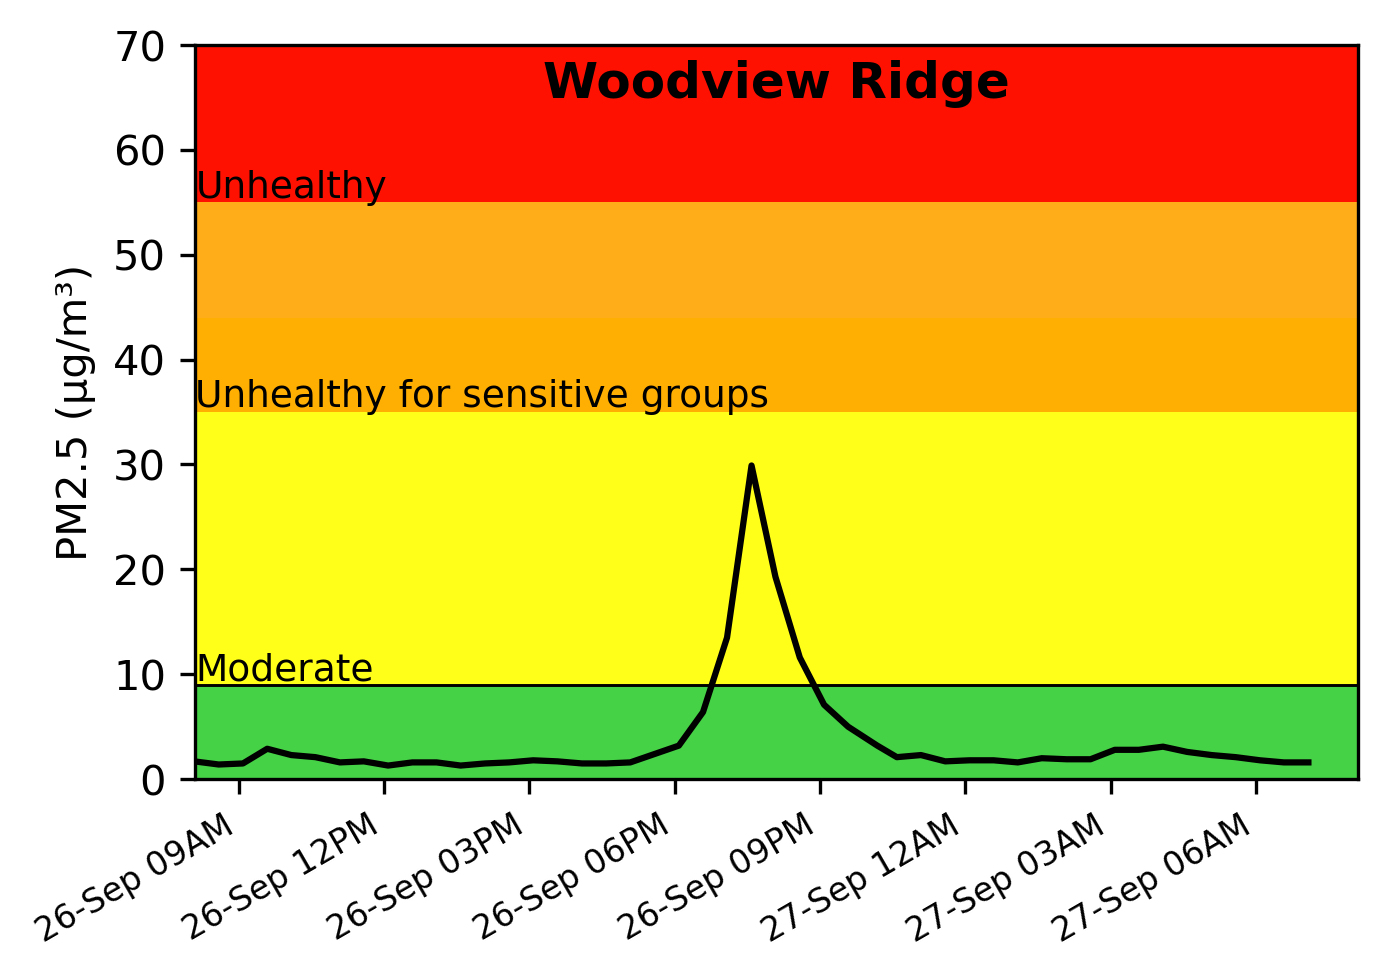 Woodview Ridge
PM2.5 (µg/m³)
70
60
50
40
30
20
10
0
Unhealthy
Unhealthy for sensitive groups
Moderate
26-Sep 09AM
26-Sep 12PM
26-Sep 03PM
26-Sep 06PM
26-Sep 09PM
27-Sep 12AM
27-Sep 03AM
27-Sep 06AM